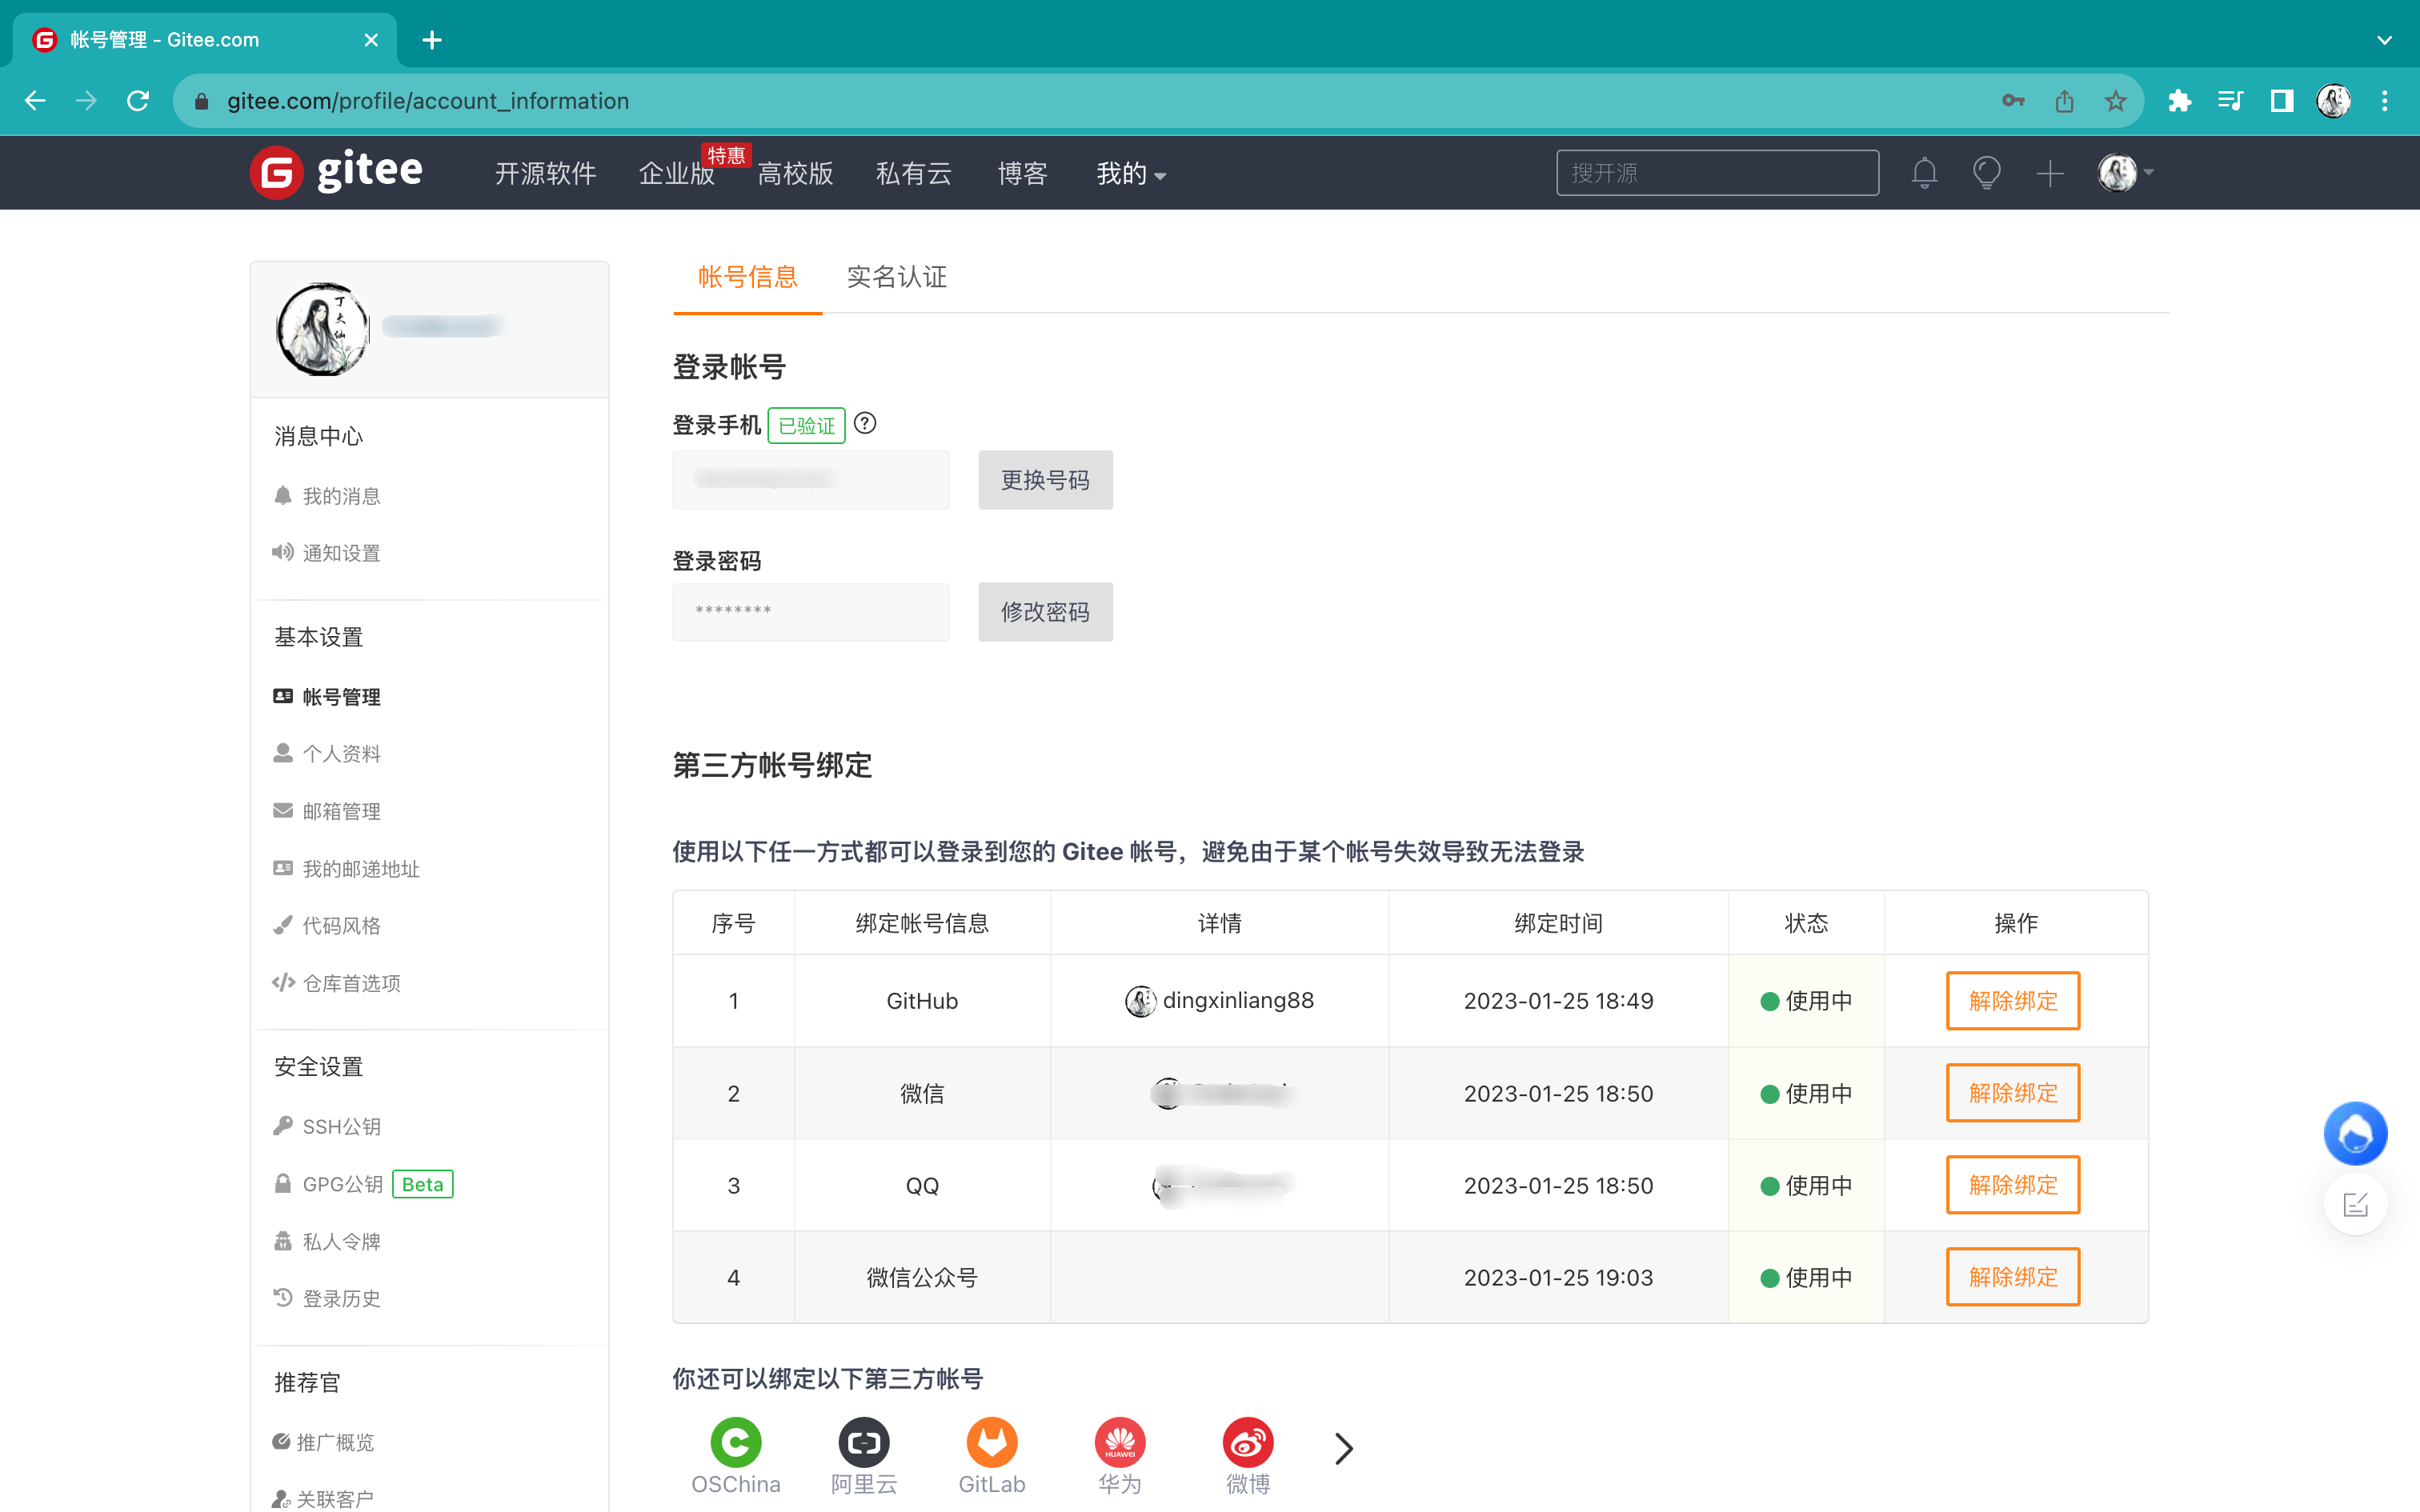 帐号管理 - Gitee.com
gitee.com/profile/account_information
gitee
开源软件
企业版
特惠
高校版
私有云
博客
我的
搜开源
丁大仙
消息中心
我的消息
通知设置
基本设置
帐号管理
个人资料
邮箱管理
我的邮递地址
代码风格
仓库首选项
安全设置
SSH公钥
GPG公钥 Beta
私人令牌
登录历史
推荐官
推广概览
关联客户
帐号信息 实名认证
登录帐号
登录手机 已验证
更换号码
登录密码
******** 修改密码
第三方帐号绑定
使用以下任一方式都可以登录到您的 Gitee 帐号，避免由于某个帐号失效导致无法登录
序号 绑定帐号信息 详情 绑定时间 状态 操作
1 GitHub dingxinliang88 2023-01-25 18:49 使用中 解除绑定
2 微信 2023-01-25 18:50 使用中 解除绑定
3 QQ 2023-01-25 18:50 使用中 解除绑定
4 微信公众号 2023-01-25 19:03 使用中 解除绑定
你还可以绑定以下第三方帐号
HUAWEI
OSChina 阿里云 GitLab 华为 微博